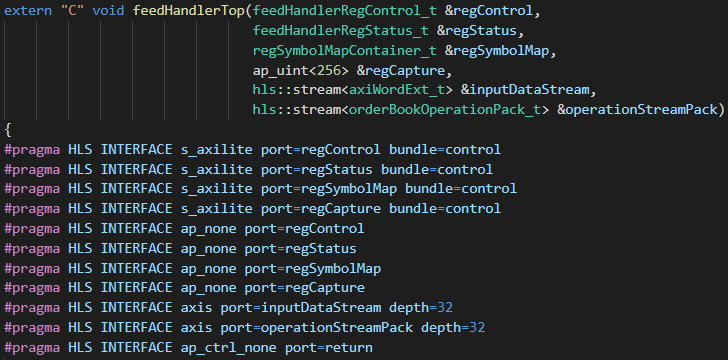 extern "C" void feedHandlerTop(feedHandlerRegControl_t &regControl,
feedHandlerRegStatus_t &regStatus,
regSymbolMapContainer_t &regSymbolMap,
ap_uint<256> &regCapture,
hls::stream<axiWordExt_t> &inputDataStream,
hls::stream<orderBookOperationPack_t> &operationStreamPack)
{
#pragma HLS INTERFACE s_axilite port=regControl bundle=control
#pragma HLS INTERFACE s_axilite port=regStatus bundle=control
#pragma HLS INTERFACE s_axilite port=regSymbolMap bundle=control
#pragma HLS INTERFACE s_axilite port=regCapture bundle=control
#pragma HLS INTERFACE ap_none port=regControl
#pragma HLS INTERFACE ap_none port=regStatus
#pragma HLS INTERFACE ap_none port=regSymbolMap
#pragma HLS INTERFACE ap_none port=regCapture
#pragma HLS INTERFACE axis port=inputDataStream depth=32
#pragma HLS INTERFACE axis port=operationStreamPack depth=32
#pragma HLS INTERFACE ap_ctrl_none port=return